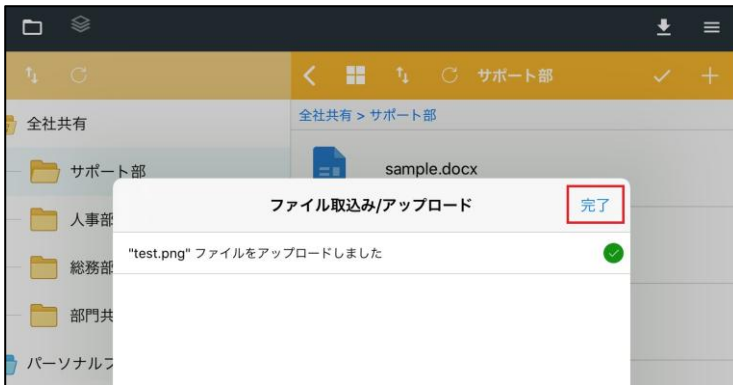 サポート部
全社共有
全社共有 > サポート部
サポート部
sample.docx
人事部
総務部
部門共
パーソナルフ
ファイル取込み/アップロード
完了
"test.png" ファイルをアップロードしました